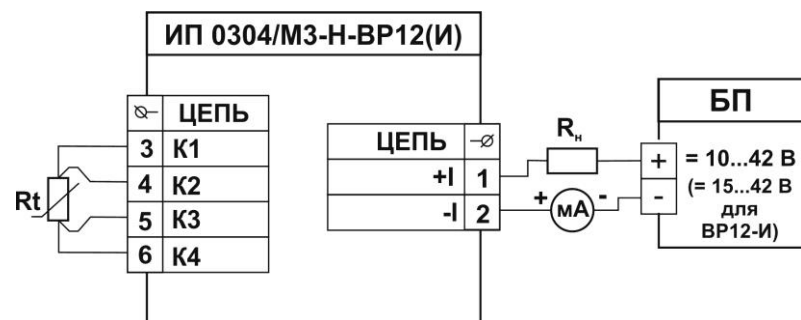 ИП 0304/М3-Н-ВР12(И)
ЦЕПЬ
3 К1
4 К2
5 К3
6 К4
Rt
ЦЕПЬ
+I 1
-I 2
Rн
+ мА -
БП
+ = 10...42 В
- (= 15...42 В
для
ВР12-И)